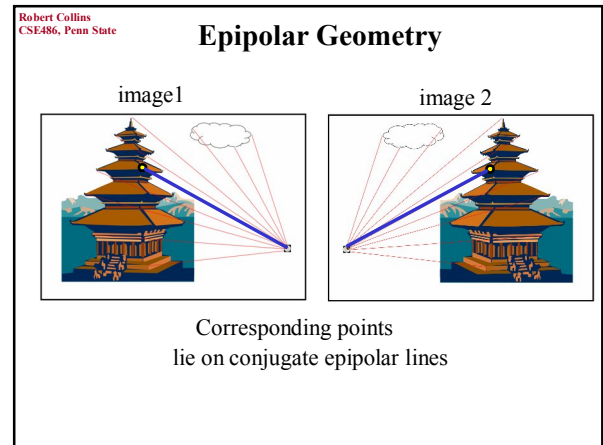 Robert Collins
CSE486, Penn State
Epipolar Geometry
image1
image 2
Corresponding points
lie on conjugate epipolar lines